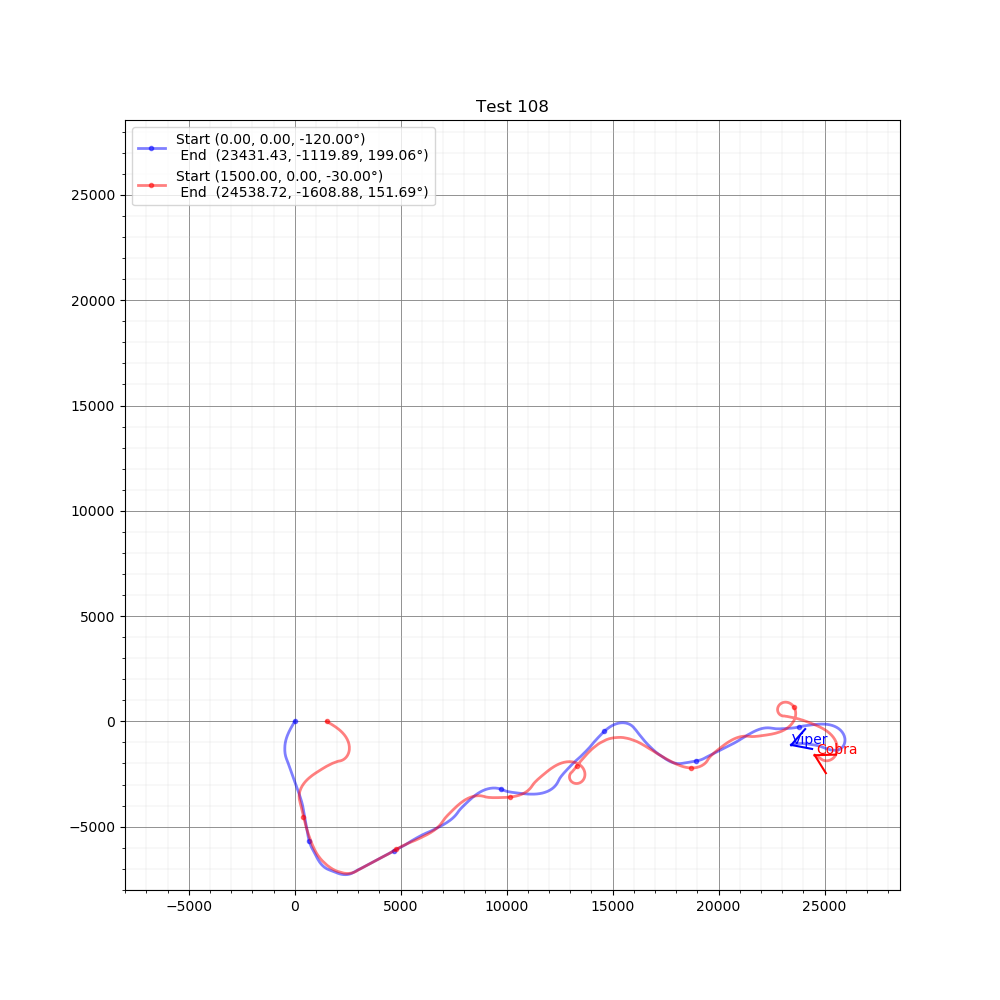 Test 108
Start (0.00, 0.00, -120.00°)
End  (23431.43, -1119.89, 199.06°)
Start (1500.00, 0.00, -30.00°)
End  (24538.72, -1608.88, 151.69°)
25000
20000
15000
10000
5000
0
−5000
Viper
Cobra
−5000
0
5000
10000
15000
20000
25000